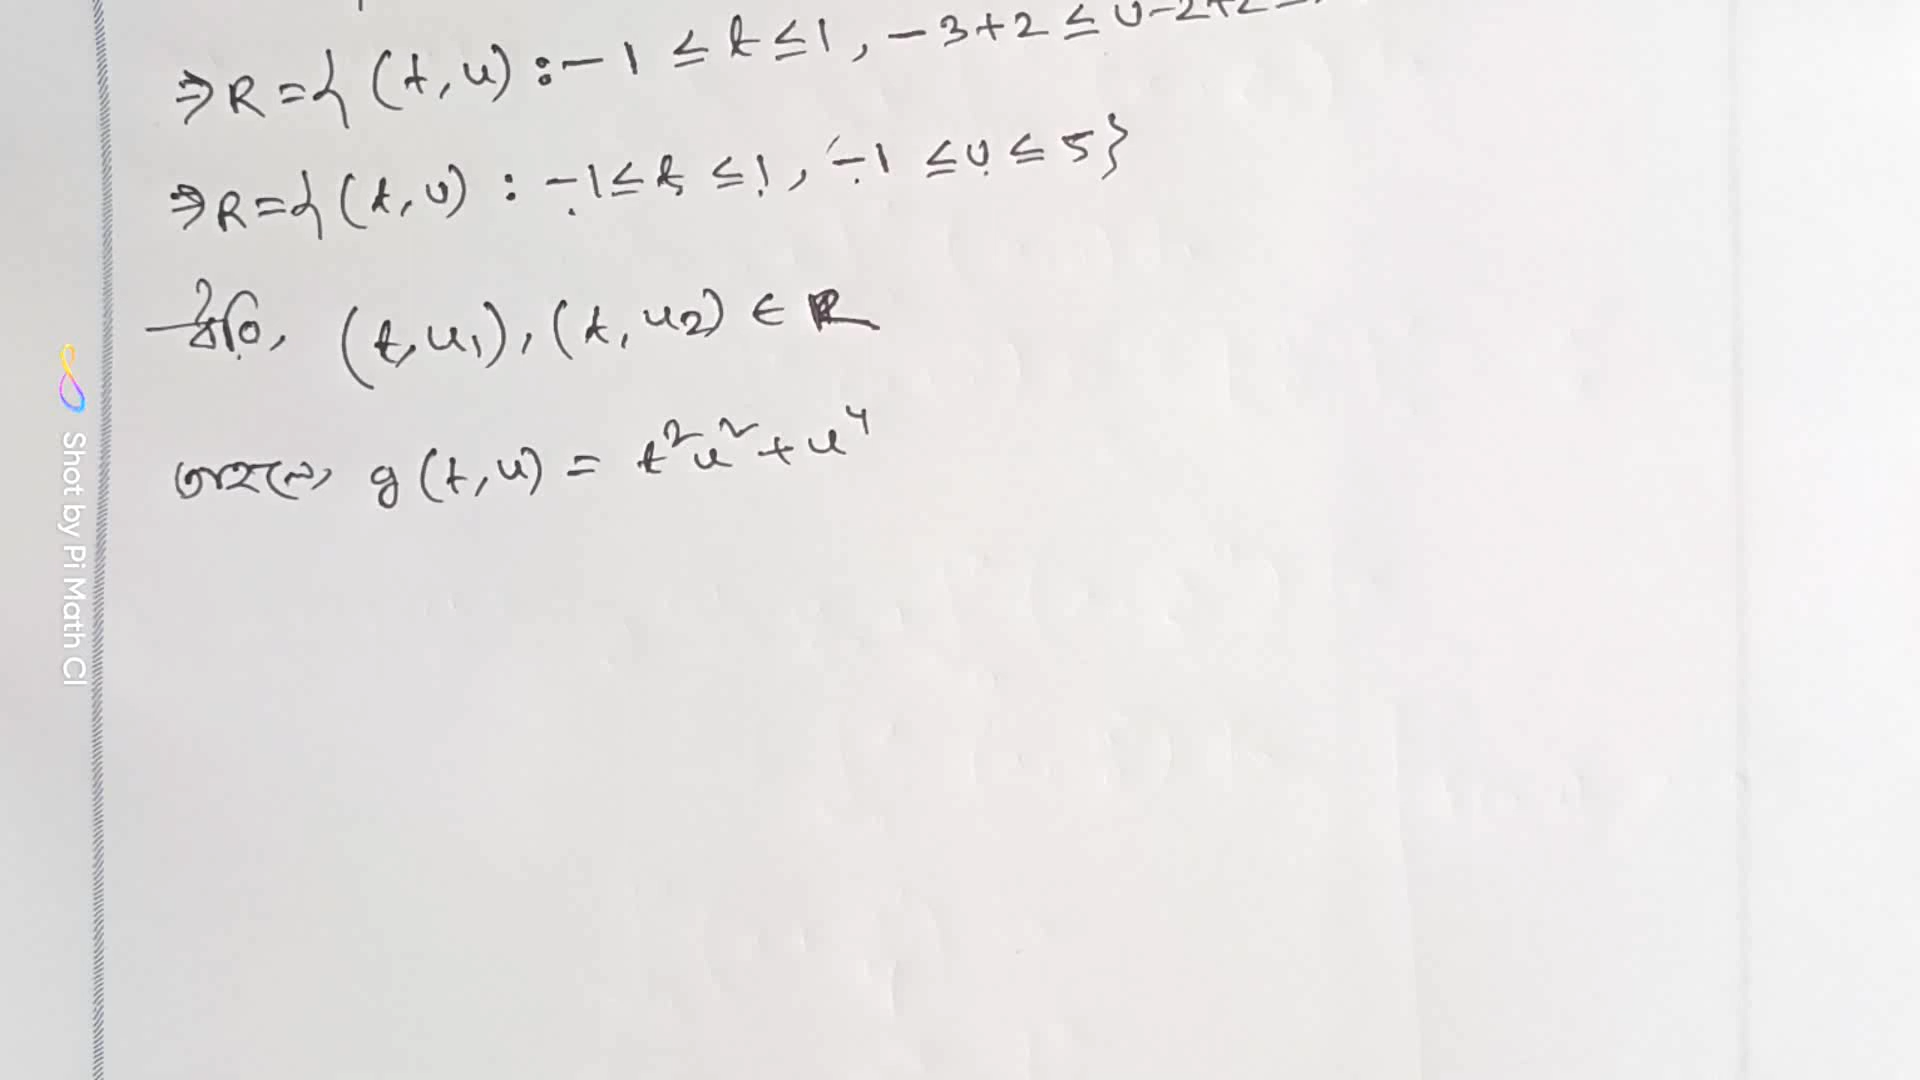 ⇒ R = { (t, u) : -1 ≤ t ≤ 1, -3+2 ≤ u-2+2 ≤
⇒ R = { (t, u) : -1 ≤ t ≤ 1, -1 ≤ u ≤ 5}
ধরি, (t, u₁), (t, u₂) ∈ R
তাহলে, g(t, u) = t²u² + u⁴
Shot by Pi Math Cl